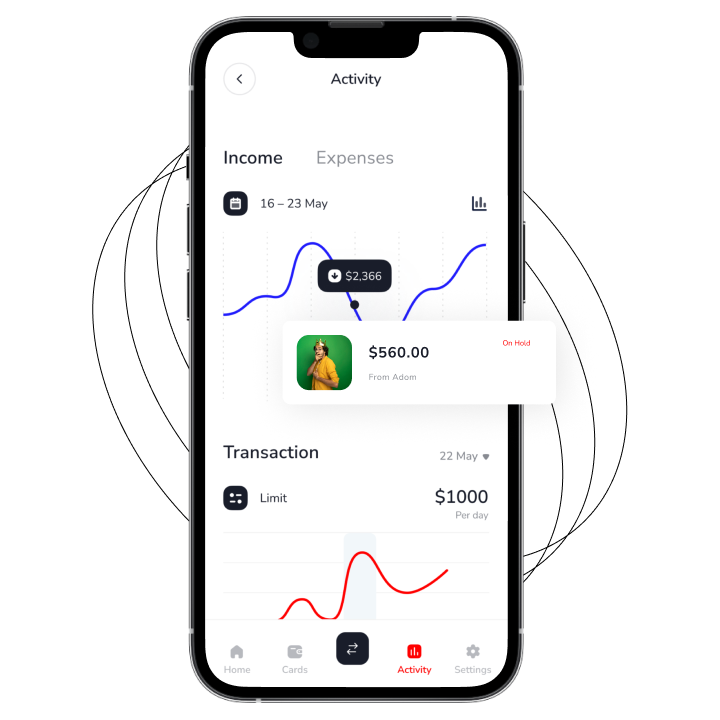 Activity
Income Expenses
16 – 23 May
$2,366
$560.00
On Hold
From Adom
Transaction
22 May
Limit
$1000
Per day
Home Cards Activity Settings